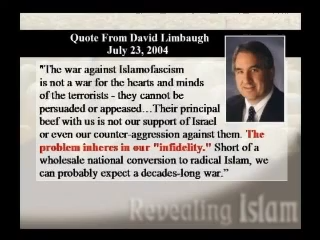 Quote From David Limbaugh
July 23, 2004
"The war against Islamofascism
is not a war for the hearts and minds
of the terrorists - they cannot be
persuaded or appeased…Their principal
beef with us is not our support of Israel
or even our counter-aggression against them. The
problem inheres in our "infidelity." Short of a
wholesale national conversion to radical Islam, we
can probably expect a decades-long war."
Revealing Islam